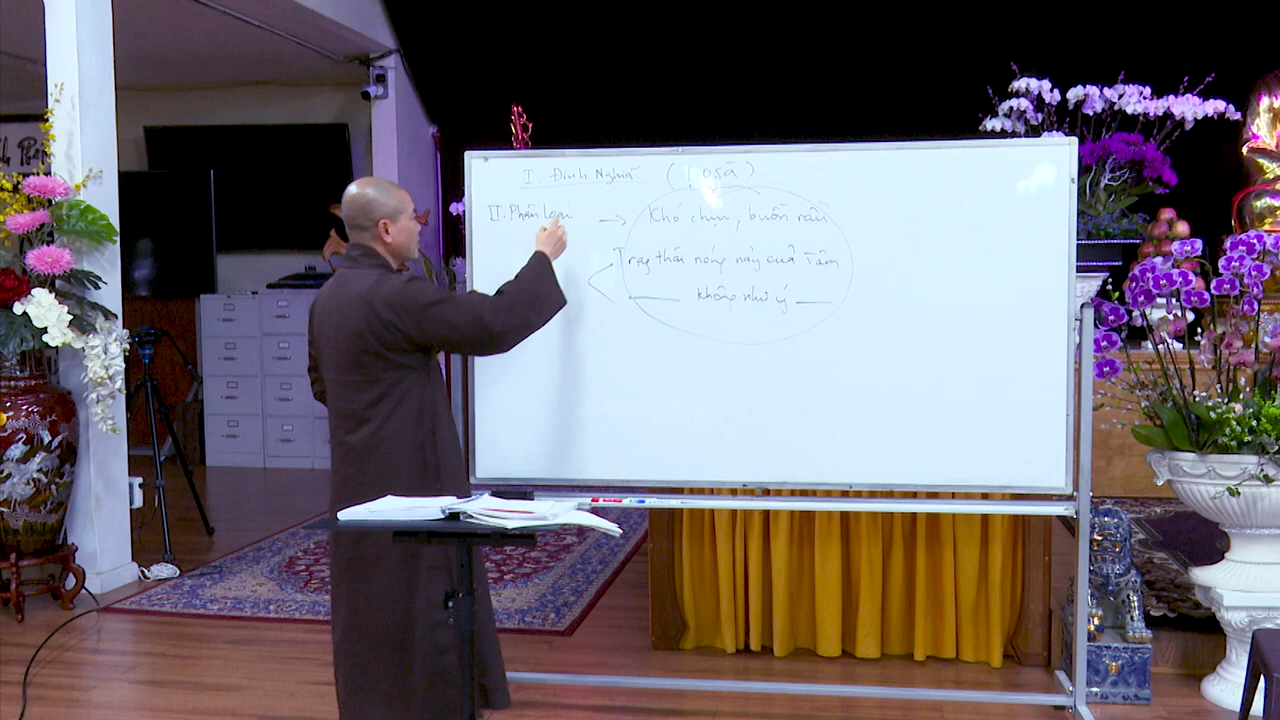 I. Định Nghĩa (Dosa)
II. Phân Loại → Khó chịu, buồn rầu
Trạng thái nóng nảy của Tâm
không như ý